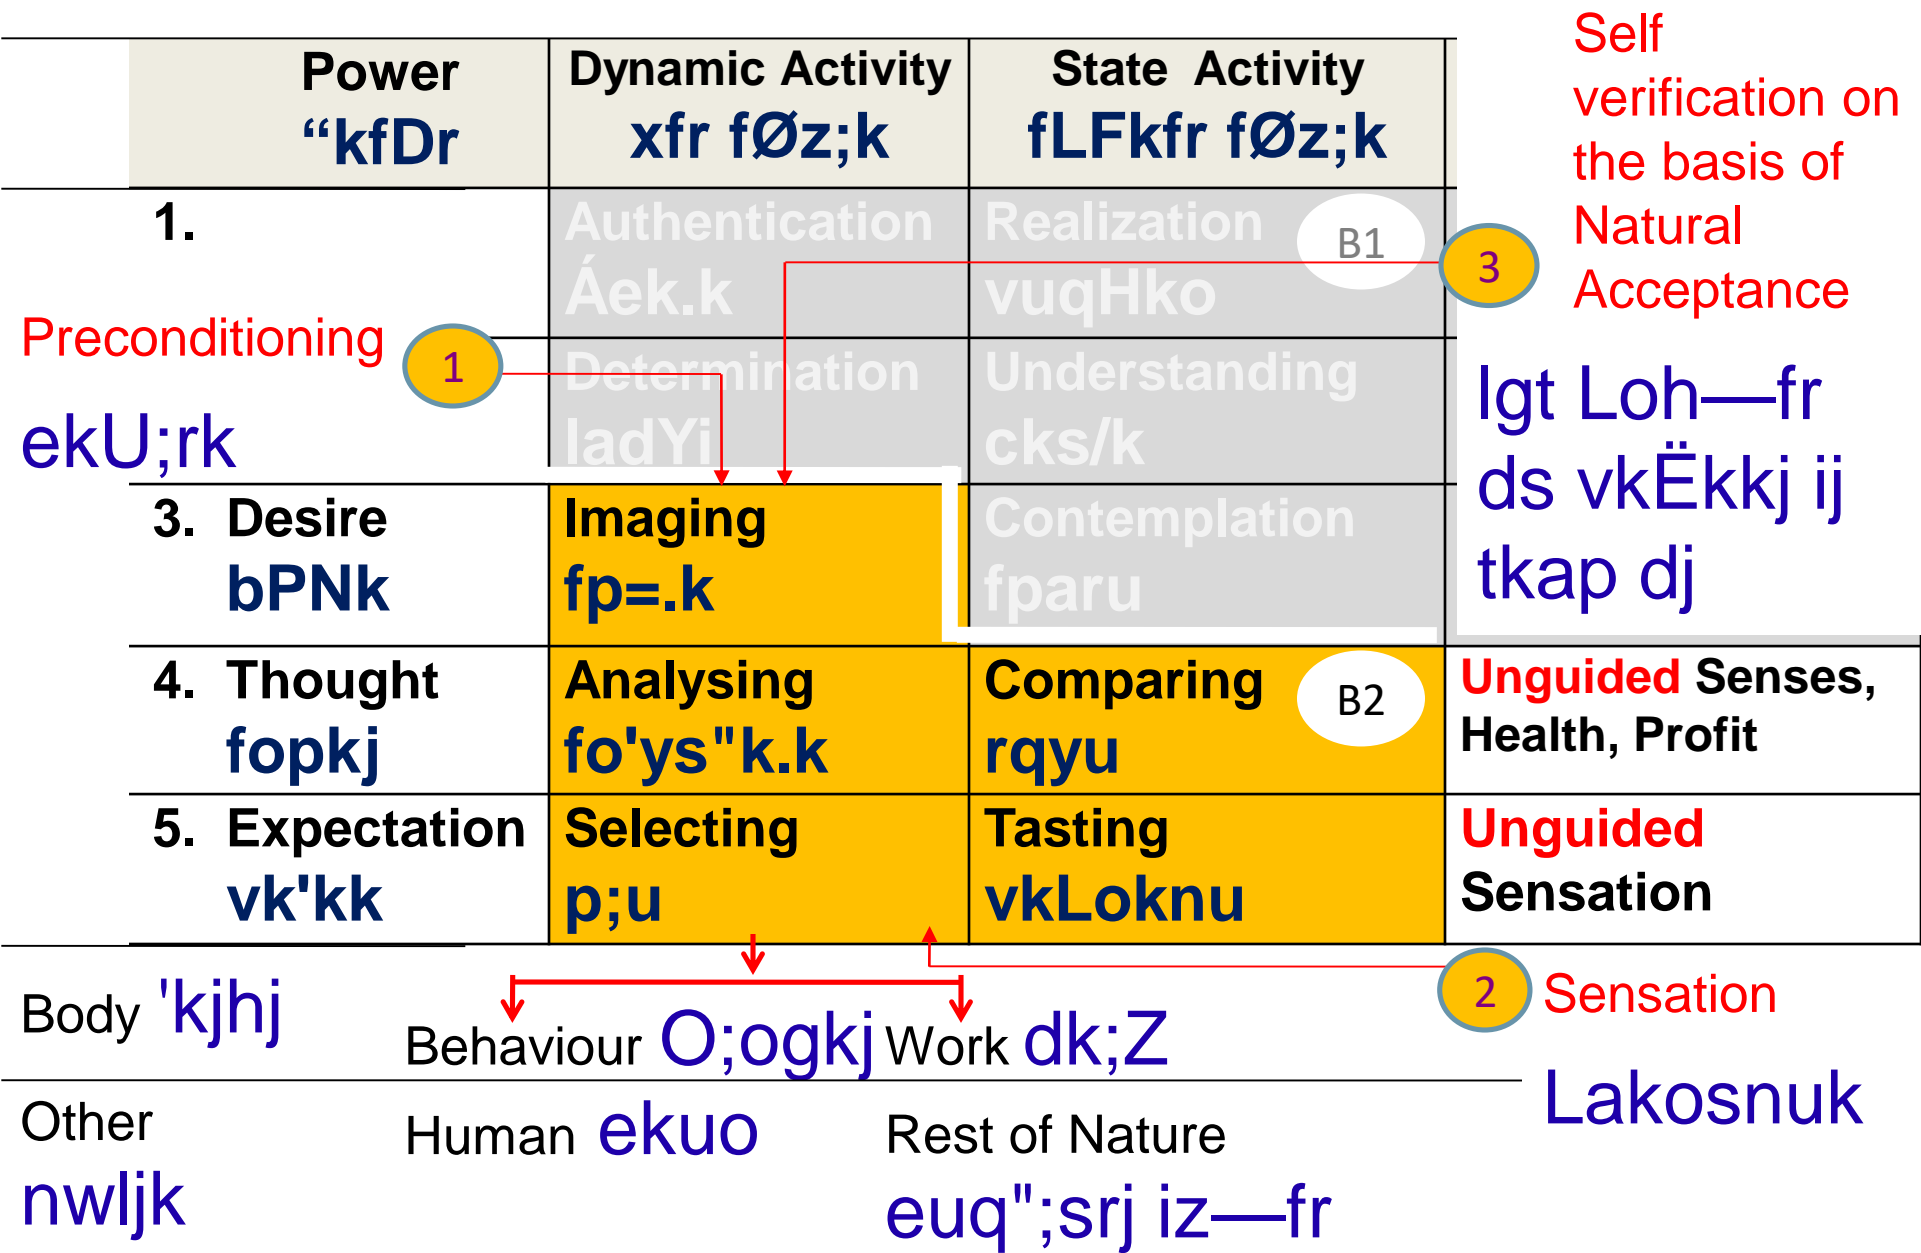 Self
verification on
the basis of
Natural
Acceptance
lgt Loh—fr
ds vkËkkj ij
tkap dj
Power
“kfDr
Dynamic Activity
xfr fØz;k
State Activity
fLFkfr fØz;k
1.
Authentication
Áek.k
Realization
vuqHko
B1
3
Preconditioning
ekU;rk
1
Determination
ladYi
Understanding
cks/k
3. Desire
bPNk
Imaging
fp=.k
Contemplation
fparu
4. Thought
fopkj
Analysing
fo'ys"k.k
Comparing
rqyu
B2
Unguided Senses,
Health, Profit
5. Expectation
vk'kk
Selecting
p;u
Tasting
vkLoknu
Unguided
Sensation
Body 'kjhj
Behaviour O;ogkj Work dk;Z
2 Sensation
Lakosnuk
Other
nwljk
Human ekuo
Rest of Nature
euq";srj iz—fr